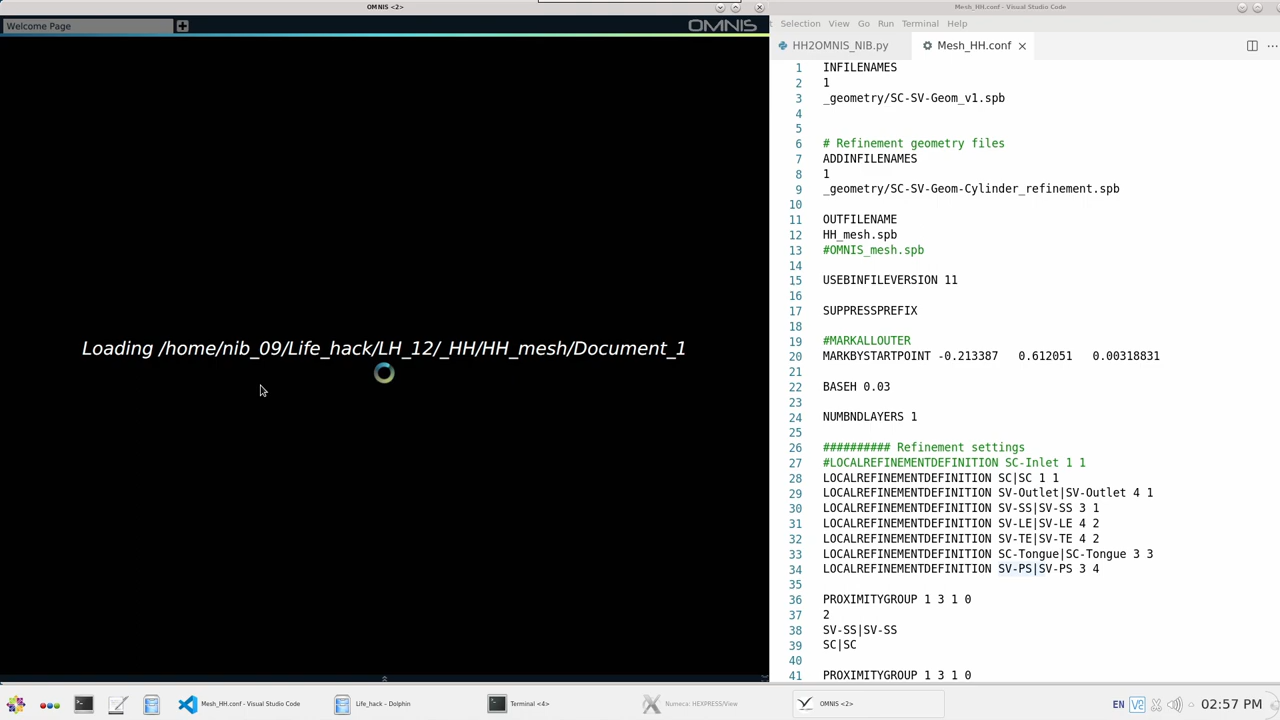 OMNIS <2>
Mesh_HH.conf - Visual Studio Code
Welcome Page
OMNIS
Selection View Go Run Terminal Help
HH2OMNIS_NIB.py
Mesh_HH.conf
Loading /home/nib_09/Life_hack/LH_12/_HH/HH_mesh/Document_1
1 INFILENAMES
2 1
3 _geometry/SC-SV-Geom_v1.spb
4
5
6 # Refinement geometry files
7 ADDINFILENAMES
8 1
9 _geometry/SC-SV-Geom-Cylinder_refinement.spb
10
11 OUTFILENAME
12 HH_mesh.spb
13 #OMNIS_mesh.spb
14
15 USEBINFILEVERSION 11
16
17 SUPPRESSPREFIX
18
19 #MARKALLOUTER
20 MARKBYSTARTPOINT -0.213387 0.612051 0.00318831
21
22 BASEH 0.03
23
24 NUMBNDLAYERS 1
25
26 ########## Refinement settings
27 #LOCALREFINEMENTDEFINITION SC-Inlet 1 1
28 LOCALREFINEMENTDEFINITION SC|SC 1 1
29 LOCALREFINEMENTDEFINITION SV-Outlet|SV-Outlet 4 1
30 LOCALREFINEMENTDEFINITION SV-SS|SV-SS 3 1
31 LOCALREFINEMENTDEFINITION SV-LE|SV-LE 4 2
32 LOCALREFINEMENTDEFINITION SV-TE|SV-TE 4 2
33 LOCALREFINEMENTDEFINITION SC-Tongue|SC-Tongue 3 3
34 LOCALREFINEMENTDEFINITION SV-PS|SV-PS 3 4
35
36 PROXIMITYGROUP 1 3 1 0
37 2
38 SV-SS|SV-SS
39 SC|SC
40
41 PROXIMITYGROUP 1 3 1 0
Mesh_HH.conf - Visual Studio Code
Life_hack – Dolphin
Terminal <4>
Numeca: HEXPRESS/View
OMNIS <2>
EN
02:57 PM